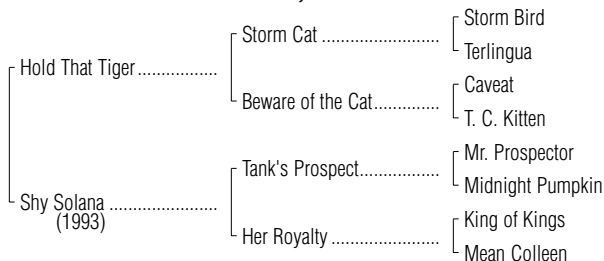 Storm Bird
Storm Cat ........................
Terlingua
Hold That Tiger................
Caveat
Beware of the Cat.............
T. C. Kitten
Mr. Prospector
Tank's Prospect................
Midnight Pumpkin
Shy Solana ......................
(1993)
King of Kings
Her Royalty ......................
Mean Colleen